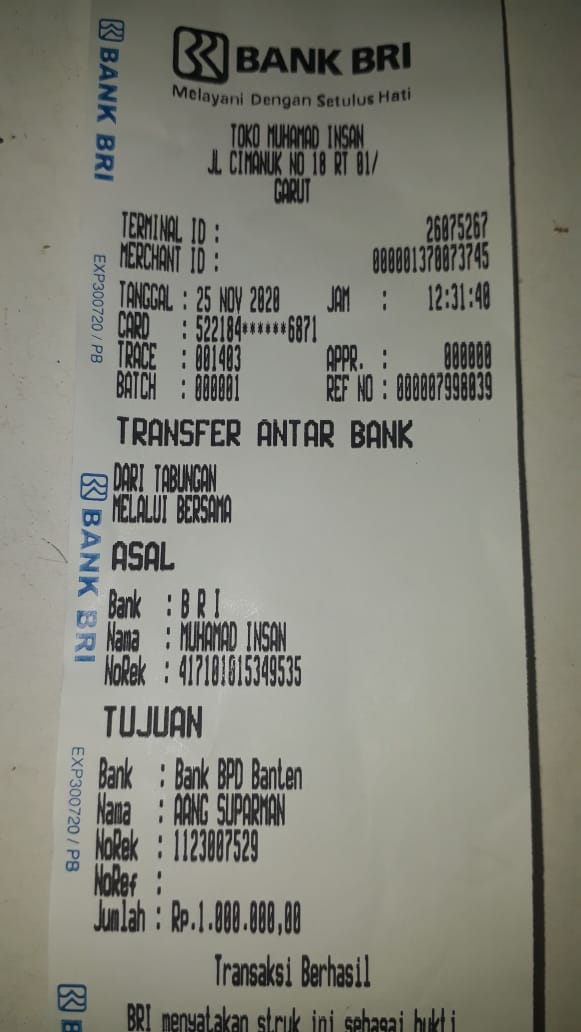 BANK BRI
Melayani Dengan Setulus Hati
TOKO MUHAMAD INSAN
JL CIMANUK NO 18 RT 01/
GARUT
TERMINAL ID : 26075267
MERCHANT ID : 000001370073745
TANGGAL : 25 NOV 2020 JAM : 12:31:40
CARD : 522184******6871
TRACE : 001403 APPR. : 000000
BATCH : 000001 REF NO : 000007998039
TRANSFER ANTAR BANK
DARI TABUNGAN
MELALUI BERSAMA
ASAL
Bank : B R I
Nama : MUHAMAD INSAN
NoRek : 417101015349535
TUJUAN
Bank : Bank BPD Banten
Nama : AANG SUPARMAN
NoRek : 1123007529
NoRef :
Jumlah : Rp.1.000.000,00
Transaksi Berhasil
BRI menyatakan struk ini sebagai bukti
BANK BRI
EXP300720 / PB
BANK BRI
EXP300720 / PB
B